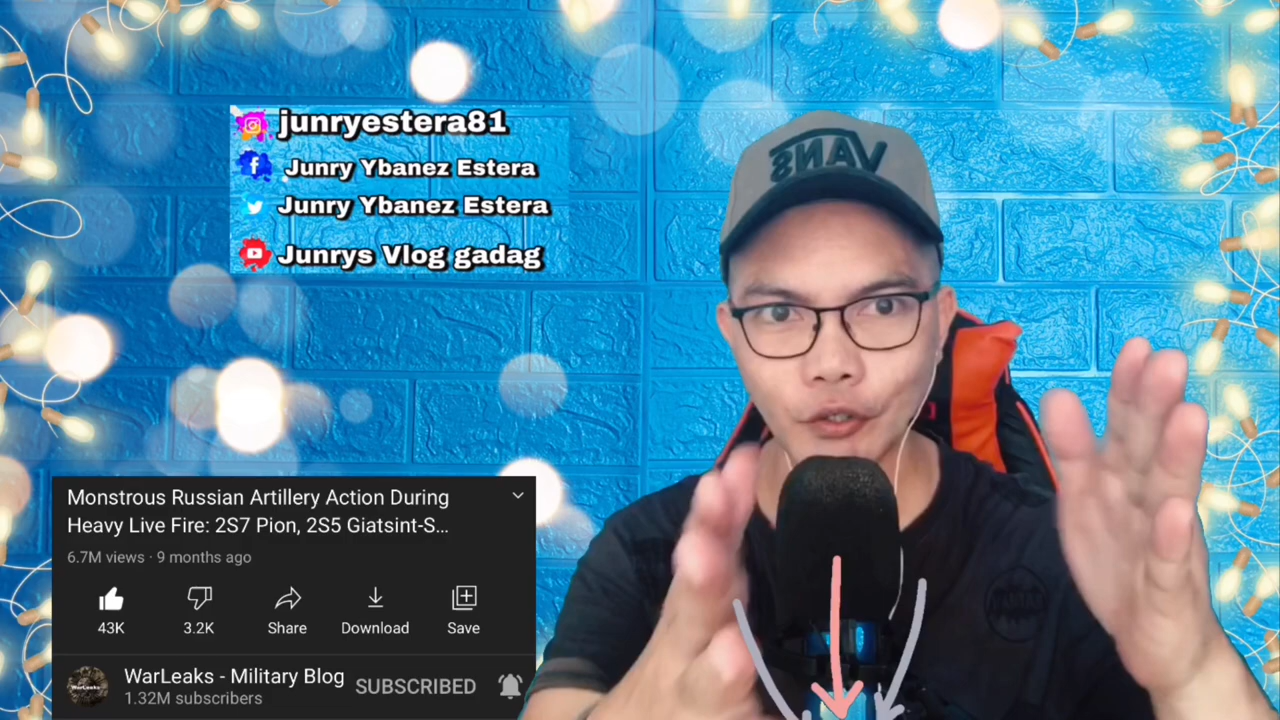 junryestera81
Junry Ybanez Estera
Junry Ybanez Estera
Junrys Vlog gadag
VANS
Monstrous Russian Artillery Action During
Heavy Live Fire: 2S7 Pion, 2S5 Giatsint-S...
6.7M views · 9 months ago
43K
3.2K
Share
Download
Save
WarLeaks
WarLeaks - Military Blog
1.32M subscribers
SUBSCRIBED